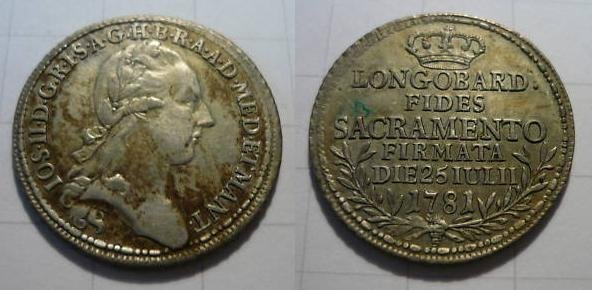 IOS·II·D·G·R·I·S·A·G·H·B·R·A·A·D·MED·ET·MANT
LONGOBARD:
FIDES
SACRAMENTO
FIRMATA
DIE 25 IULII
1781